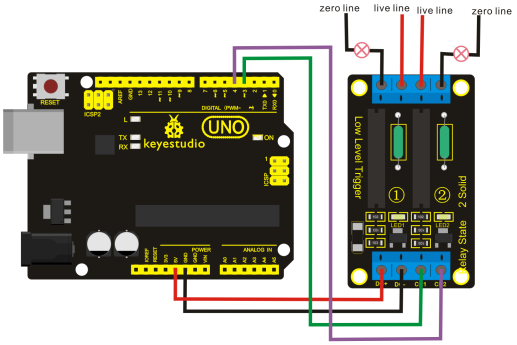 zero line
live line
live line
zero line
RESET
ICSP2
AREF
GND
13
12
11
10
9
8
7
6
5
4
3
2
TX0
RX0
DIGITAL (PWM~
L
TX
RX
keyestudio
UNO
ON
1
ICSP
IOREF
RESET
3V3
5V
GND
GND
VIN
POWER
ANALOG IN
A0
A1
A2
A3
A4
A5
Low Level Trigger
①
②
LED1
LED2
2 Solid
Relay State
DC+
DC-
CH1
CH2